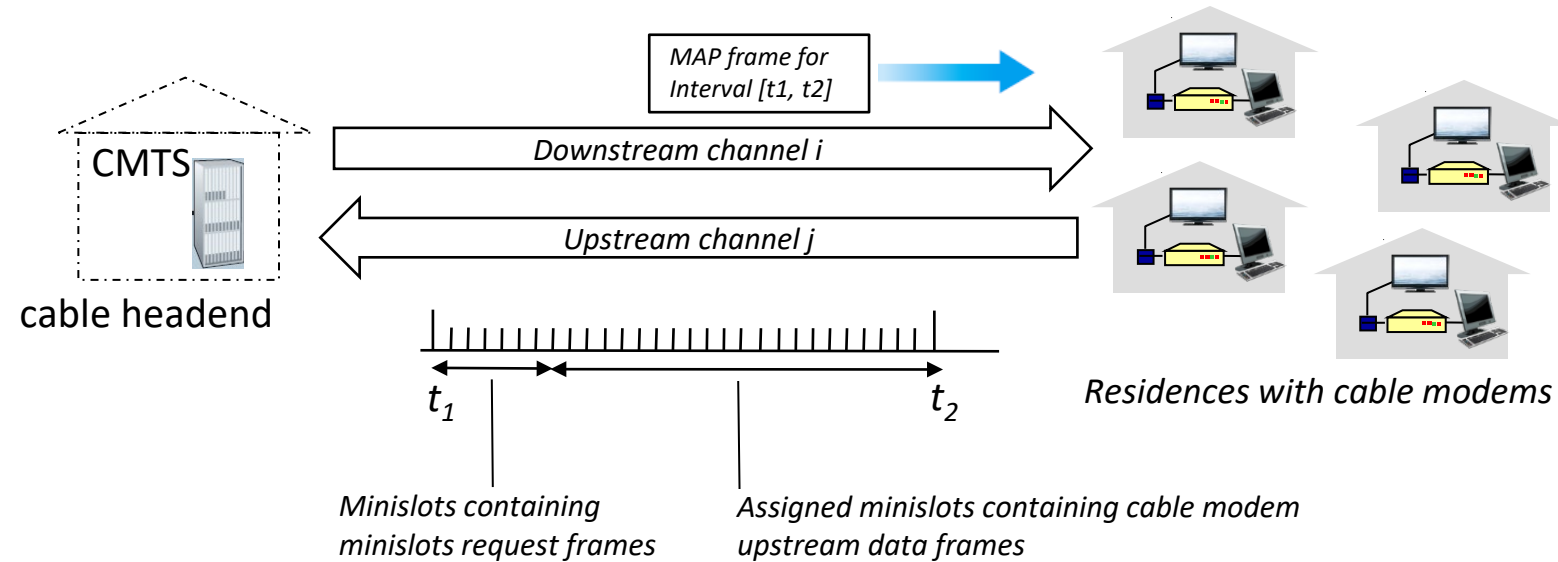 MAP frame for
Interval [t1, t2]
CMTS
Downstream channel i
Upstream channel j
cable headend
t1
t2
Residences with cable modems
Minislots containing
minislots request frames
Assigned minislots containing cable modem
upstream data frames